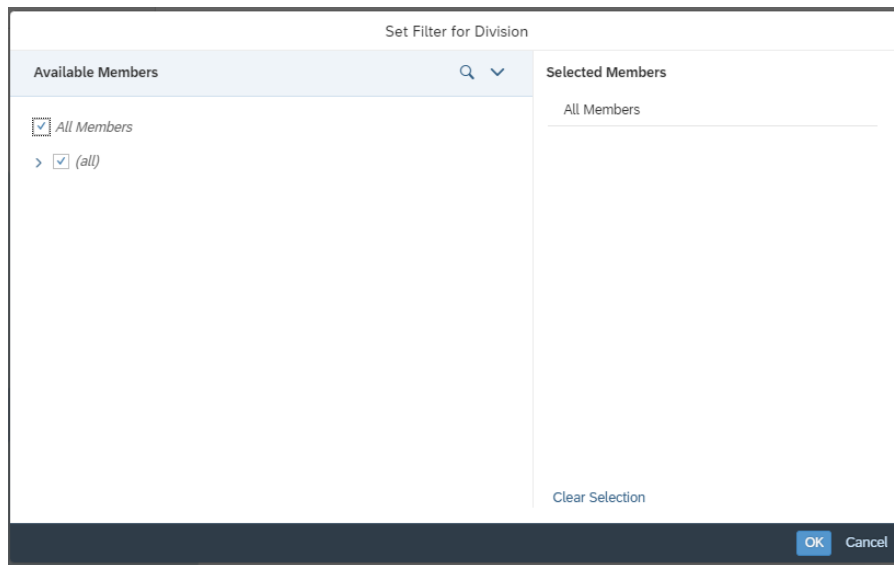 Set Filter for Division
Available Members
All Members
(all)
Selected Members
All Members
Clear Selection
OK Cancel